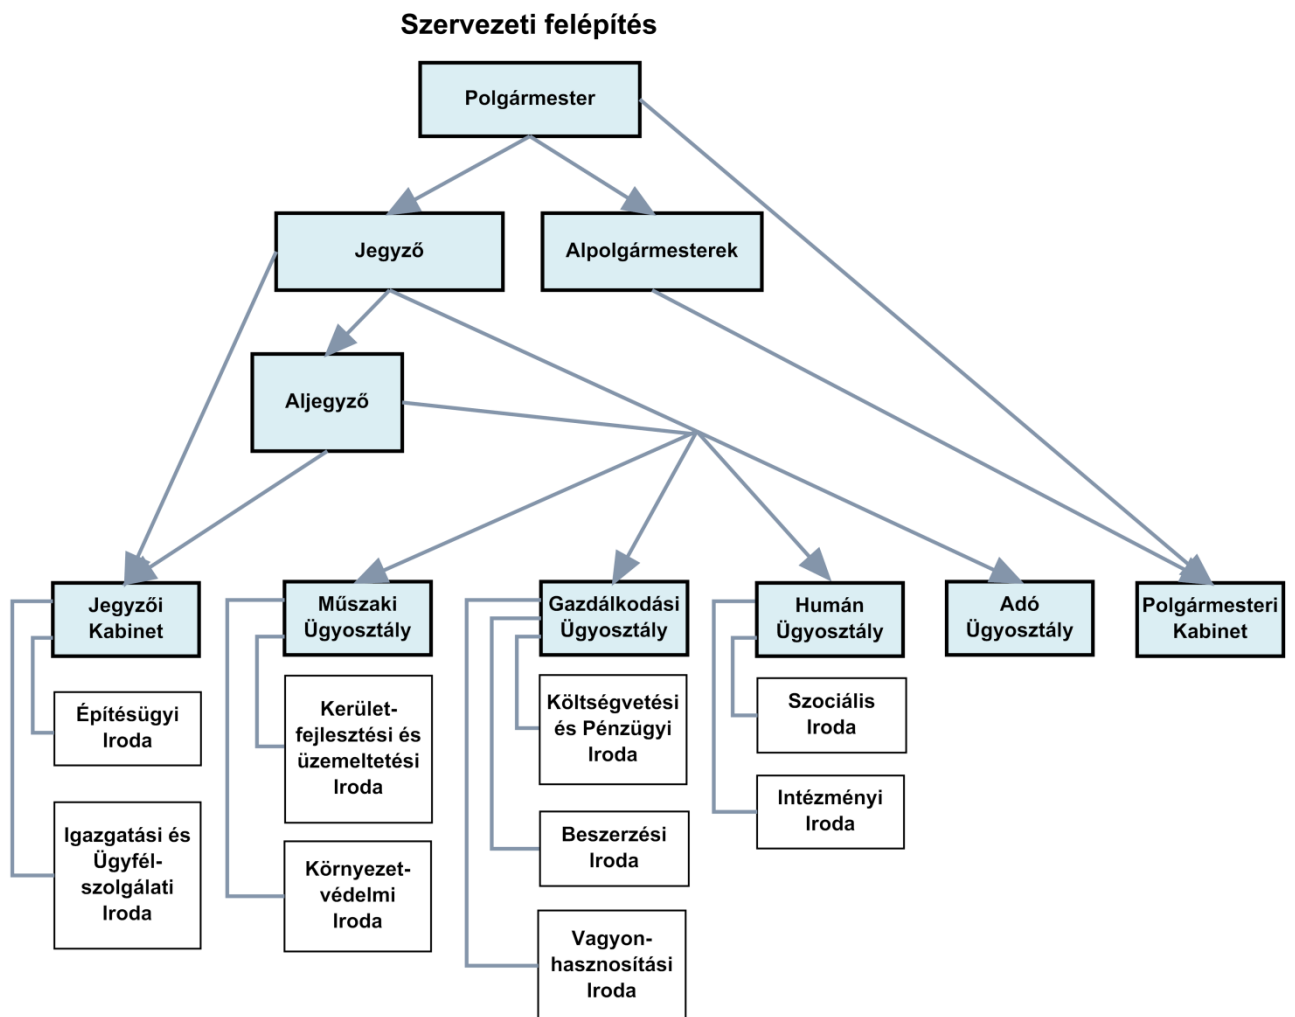 Szervezeti felépítés
Polgármester
Jegyző
Alpolgármesterek
Aljegyző
Jegyzői
Kabinet
Műszaki
Ügyosztály
Gazdálkodási
Ügyosztály
Humán
Ügyosztály
Adó
Ügyosztály
Polgármesteri
Kabinet
Építésügyi
Iroda
Igazgatási és
Ügyfél-
szolgálati
Iroda
Kerület-
fejlesztési és
üzemeltetési
Iroda
Környezet-
védelmi
Iroda
Költségvetési
és Pénzügyi
Iroda
Beszerzési
Iroda
Vagyon-
hasznosítási
Iroda
Szociális
Iroda
Intézményi
Iroda